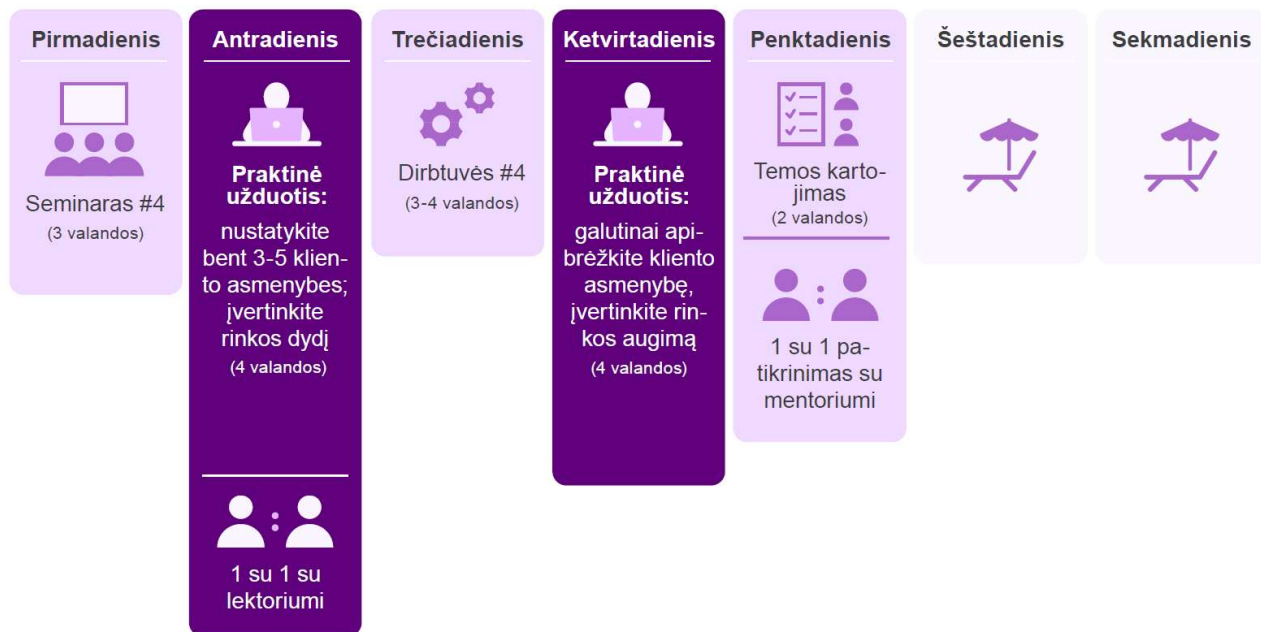 Pirmadienis
Seminaras #4
(3 valandos)
Antradienis
Praktinė
užduotis:
nustatykite
bent 3-5 klien-
to asmenybes;
įvertinkite
rinkos dydį
(4 valandos)
1 su 1 su
lektoriumi
Trečiadienis
Dirbtuvės #4
(3-4 valandos)
Ketvirtadienis
Praktinė
užduotis:
galutinai api-
brėžkite kliento
asmenybę,
įvertinkite rin-
kos augimą
(4 valandos)
Penktadienis
Temos karto-
jimas
(2 valandos)
1 su 1 pa-
tikrinimas su
mentoriumi
Šeštadienis
Sekmadienis